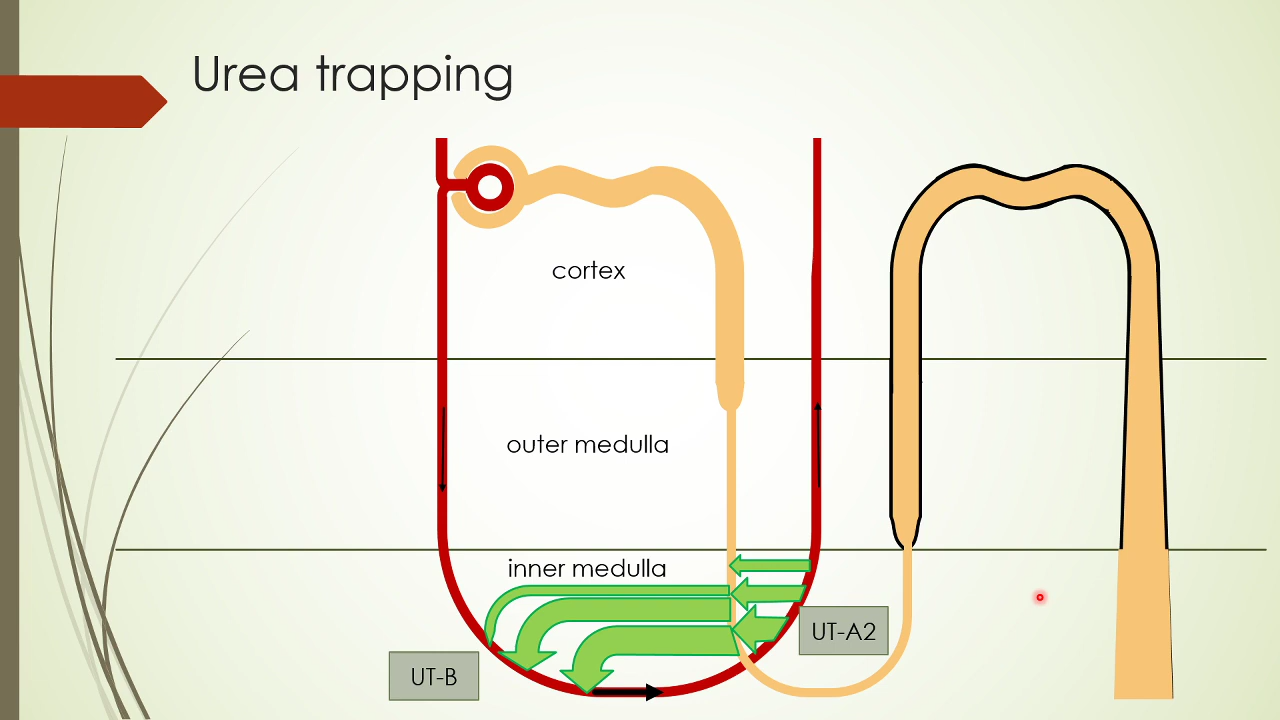 Urea trapping
cortex
outer medulla
inner medulla
UT-A2
UT-B